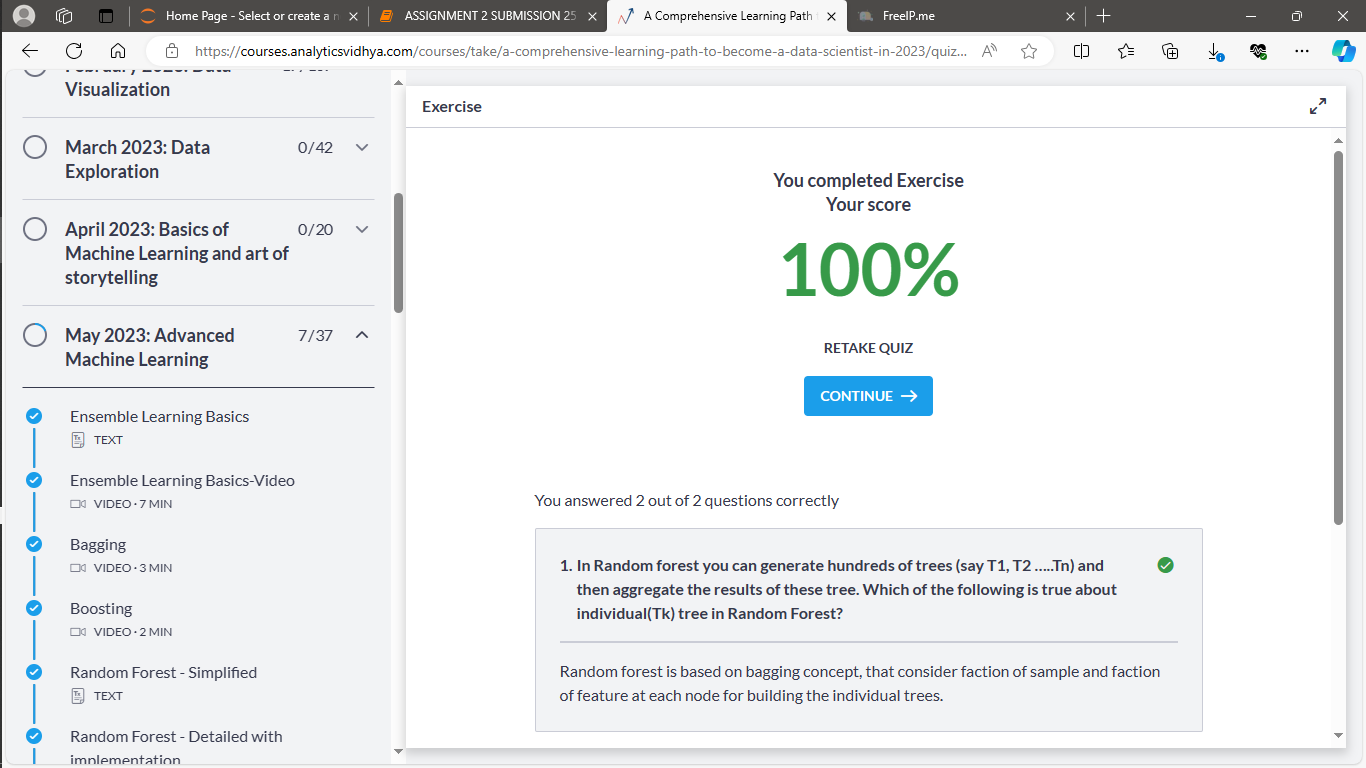 Home Page - Select or create a n
ASSIGNMENT 2 SUBMISSION 25
A Comprehensive Learning Path
FreeIP.me
https://courses.analyticsvidhya.com/courses/take/a-comprehensive-learning-path-to-become-a-data-scientist-in-2023/quiz...
Visualization
March 2023: Data
Exploration
0/42
April 2023: Basics of
Machine Learning and art of
storytelling
0/20
May 2023: Advanced
Machine Learning
7/37
Ensemble Learning Basics
TEXT
Ensemble Learning Basics-Video
VIDEO · 7 MIN
Bagging
VIDEO · 3 MIN
Boosting
VIDEO · 2 MIN
Random Forest - Simplified
TEXT
Random Forest - Detailed with
implementation
Exercise
You completed Exercise
Your score
100%
RETAKE QUIZ
CONTINUE
You answered 2 out of 2 questions correctly
1. In Random forest you can generate hundreds of trees (say T1, T2 .....Tn) and
then aggregate the results of these tree. Which of the following is true about
individual(Tk) tree in Random Forest?
Random forest is based on bagging concept, that consider faction of sample and faction
of feature at each node for building the individual trees.